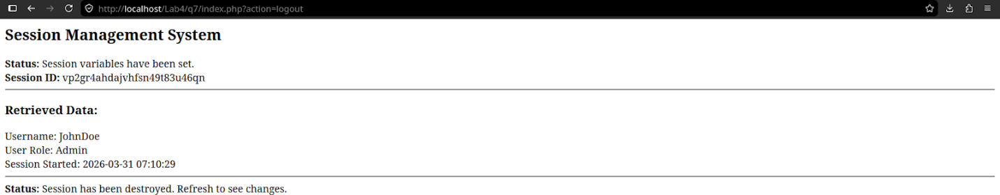 http://localhost/Lab4/q7/index.php?action=logout
Session Management System
Status: Session variables have been set.
Session ID: vp2gr4ahdajvhfsn49t83u46qn
Retrieved Data:
Username: JohnDoe
User Role: Admin
Session Started: 2026-03-31 07:10:29
Status: Session has been destroyed. Refresh to see changes.